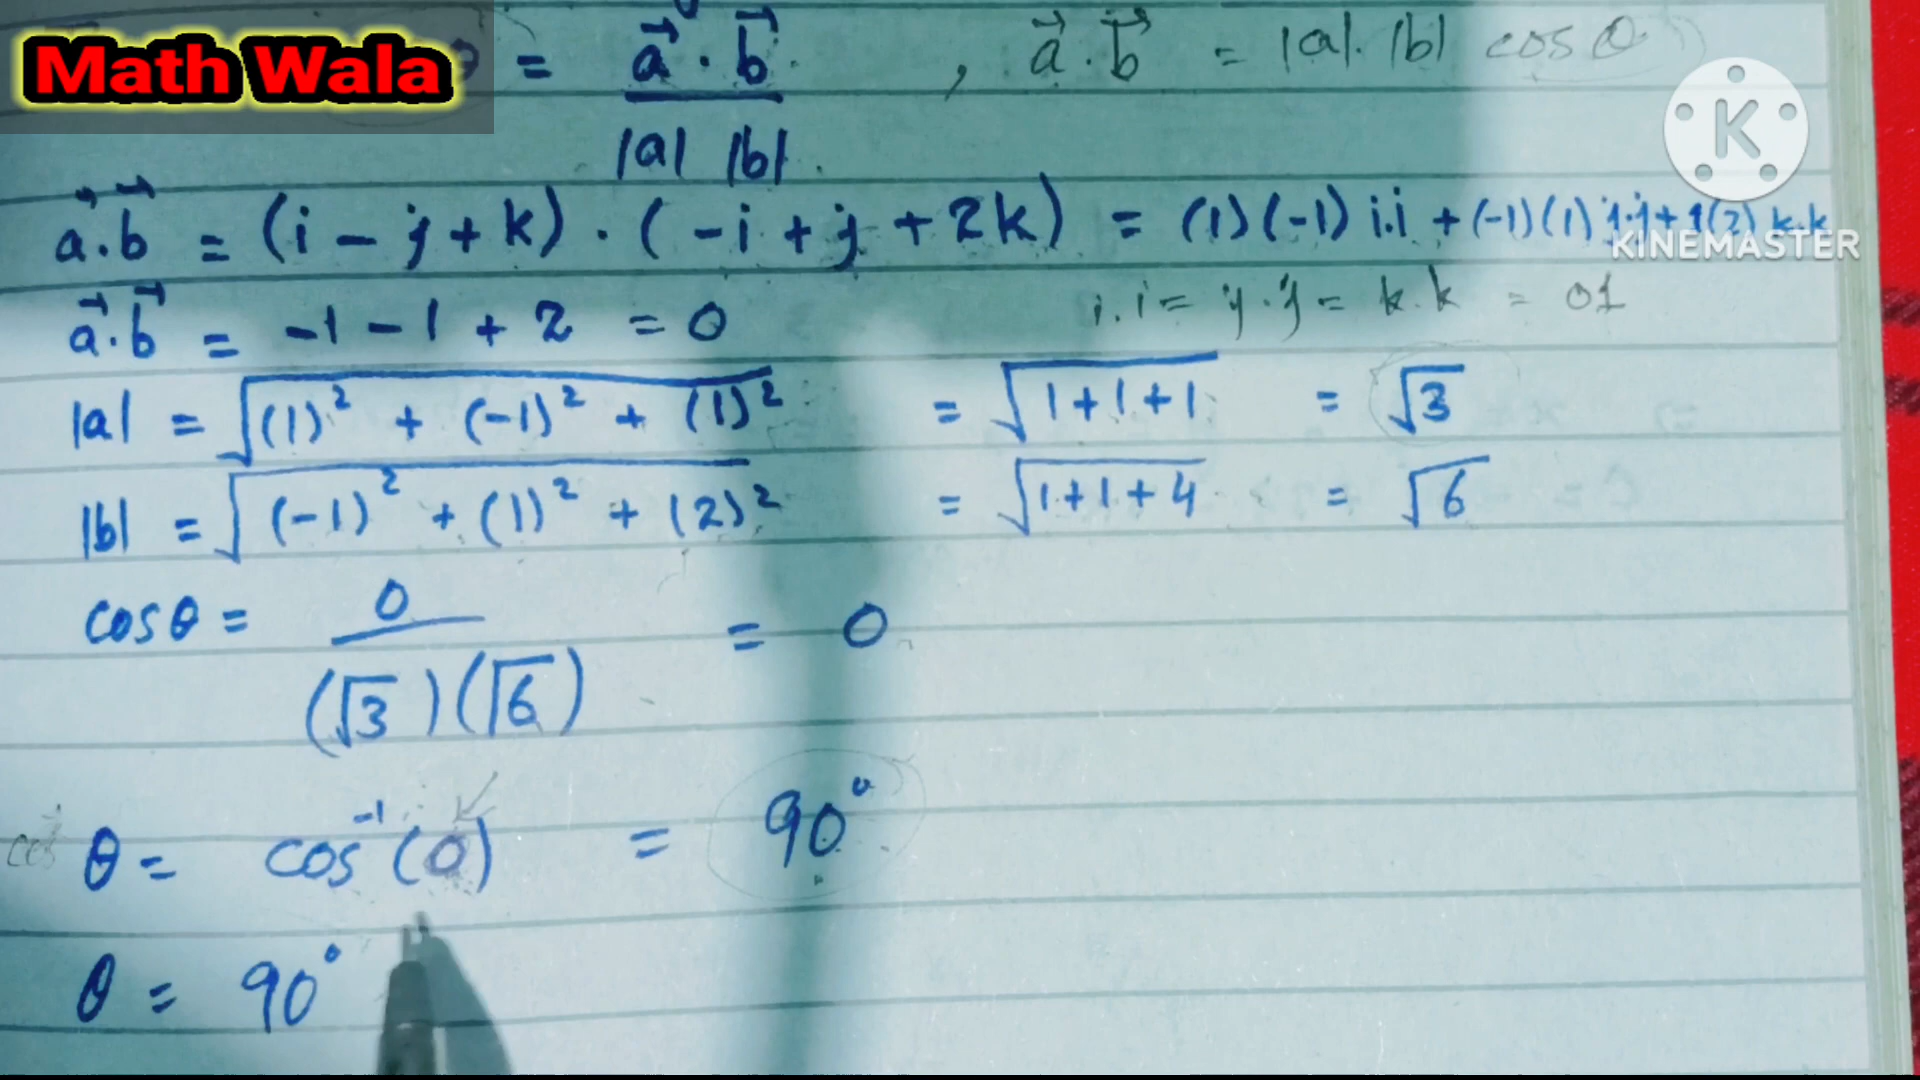 Math Wala
θ = a⃗ . b⃗ , a⃗ . b⃗ = |a|. |b| cos θ
|a| |b|.
K
a⃗.b⃗ = (i - j + k) . (-i + j + 2k) = (1)(-1) i.i + (-1)(1) j.j + 1(2) k.k
KINEMASTER
a⃗.b⃗ = -1 - 1 + 2 = 0
i.i = j.j = k.k = 01
|a| = √(1)² + (-1)² + (1)² = √1+1+1 = √3
|b| = √(-1)² + (1)² + (2)² = √1+1+4 = √6
cosθ = 0 = 0
(√3)(√6)
θ = cos⁻¹(0) = 90°
θ = 90°